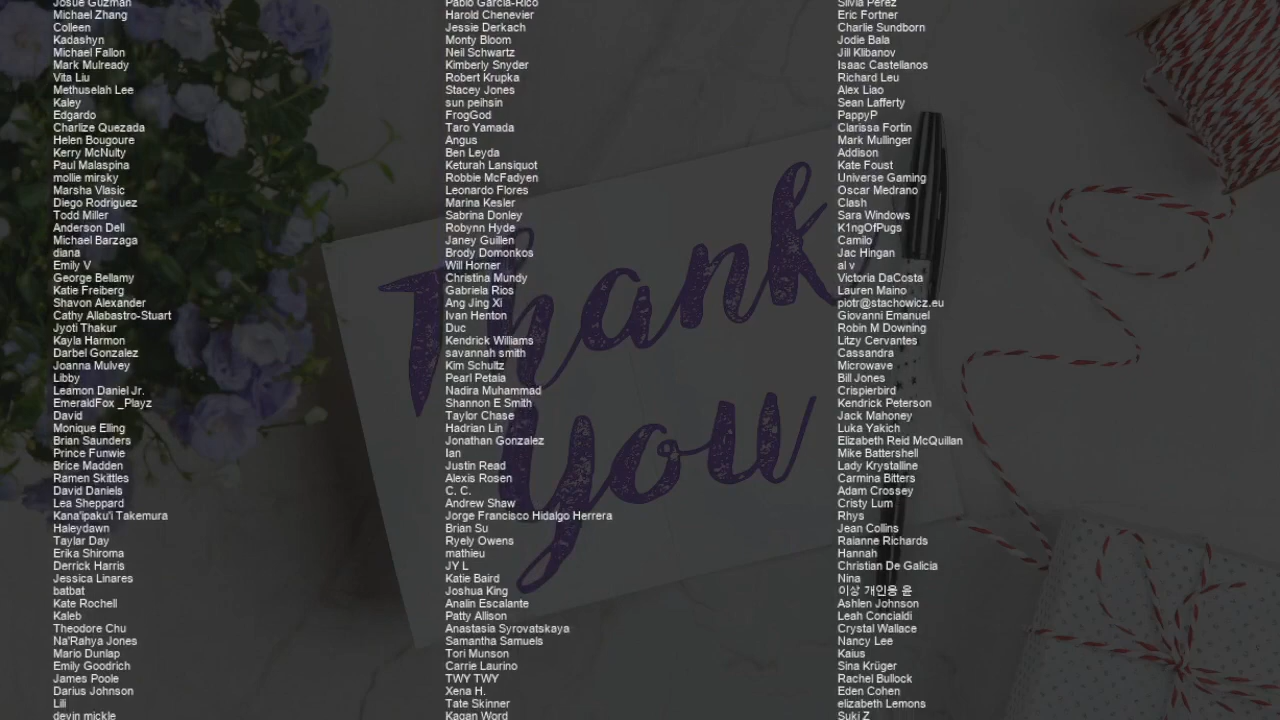 Josue Guzman
Michael Zhang
Colleen
Kadashyn
Michael Fallon
Mark Mulready
Vita Liu
Methuselah Lee
Kaley
Edgardo
Charlize Quezada
Helen Bougoure
Kerry McNulty
Paul Malaspina
mollie mirsky
Marsha Vlasic
Diego Rodriguez
Todd Miller
Anderson Dell
Michael Barzaga
diana
Emily V
George Bellamy
Katie Freiberg
Shavon Alexander
Cathy Allabastro-Stuart
Jyoti Thakur
Kayla Harmon
Darbel Gonzalez
Joanna Mulvey
Libby
Leamon Daniel Jr.
EmeraldFox _Playz
David
Monique Elling
Brian Saunders
Prince Funwie
Brice Madden
Ramen Skittles
David Daniels
Lea Sheppard
Kana'ipaku'i Takemura
Haleydawn
Taylar Day
Erika Shiroma
Derrick Harris
Jessica Linares
batbat
Kate Rochell
Kaleb
Theodore Chu
Na'Rahya Jones
Mario Dunlap
Emily Goodrich
James Poole
Darius Johnson
Lili
devin mickle
Pablo Garcia-Rico
Harold Chenevier
Jessie Derkach
Monty Bloom
Neil Schwartz
Kimberly Snyder
Robert Krupka
Stacey Jones
sun peihsin
FrogGod
Taro Yamada
Angus
Ben Leyda
Keturah Lansiquot
Robbie McFadyen
Leonardo Flores
Marina Kesler
Sabrina Donley
Robynn Hyde
Janey Guillen
Brody Domonkos
Will Horner
Christina Mundy
Gabriela Rios
Ang Jing Xi
Ivan Henton
Duc
Kendrick Williams
savannah smith
Kim Schultz
Pearl Petaia
Nadira Muhammad
Shannon E Smith
Taylor Chase
Hadrian Lin
Jonathan Gonzalez
Ian
Justin Read
Alexis Rosen
C. C.
Andrew Shaw
Jorge Francisco Hidalgo Herrera
Brian Su
Ryely Owens
mathieu
JY L
Katie Baird
Joshua King
Analin Escalante
Patty Allison
Anastasia Syrovatskaya
Samantha Samuels
Tori Munson
Carrie Laurino
TWY TWY
Xena H.
Tate Skinner
Kagan Word
Silvia Perez
Eric Fortner
Charlie Sundborn
Jodie Bala
Jill Klibanov
Isaac Castellanos
Richard Leu
Alex Liao
Sean Lafferty
PappyP
Clarissa Fortin
Mark Mullinger
Addison
Kate Foust
Universe Gaming
Oscar Medrano
Clash
Sara Windows
K1ngOfPugs
Camilo
Jac Hingan
al v
Victoria DaCosta
Lauren Maino
piotr@stachowicz.eu
Giovanni Emanuel
Robin M Downing
Litzy Cervantes
Cassandra
Microwave
Bill Jones
Crispierbird
Kendrick Peterson
Jack Mahoney
Luka Yakich
Elizabeth Reid McQuillan
Mike Battershell
Lady Krystalline
Carmina Bitters
Adam Crossey
Cristy Lum
Rhys
Jean Collins
Raianne Richards
Hannah
Christian De Galicia
Nina
이상 개인용 윤
Ashlen Johnson
Leah Concialdi
Crystal Wallace
Nancy Lee
Kaius
Sina Krüger
Rachel Bullock
Eden Cohen
elizabeth Lemons
Suki Z
Thank
you